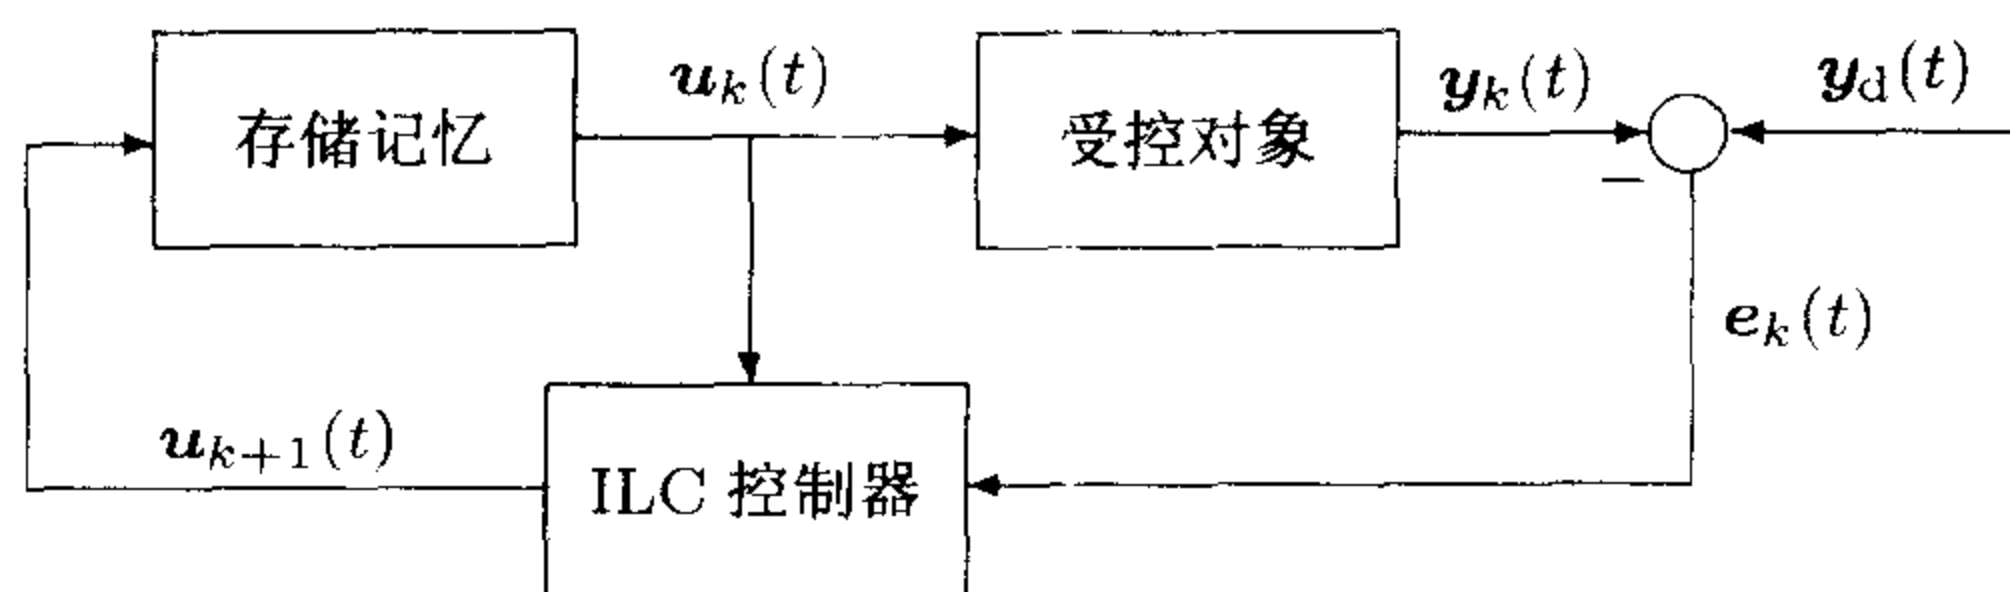 存储记忆
u_k(t)
受控对象
y_k(t)
y_d(t)
−
e_k(t)
u_{k+1}(t)
ILC 控制器